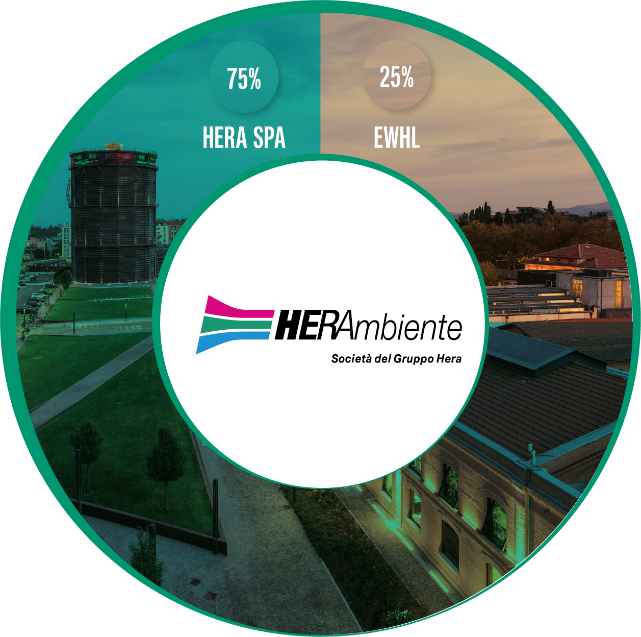 75%
HERA SPA
25%
EWHL
HERAmbiente
Società del Gruppo Hera